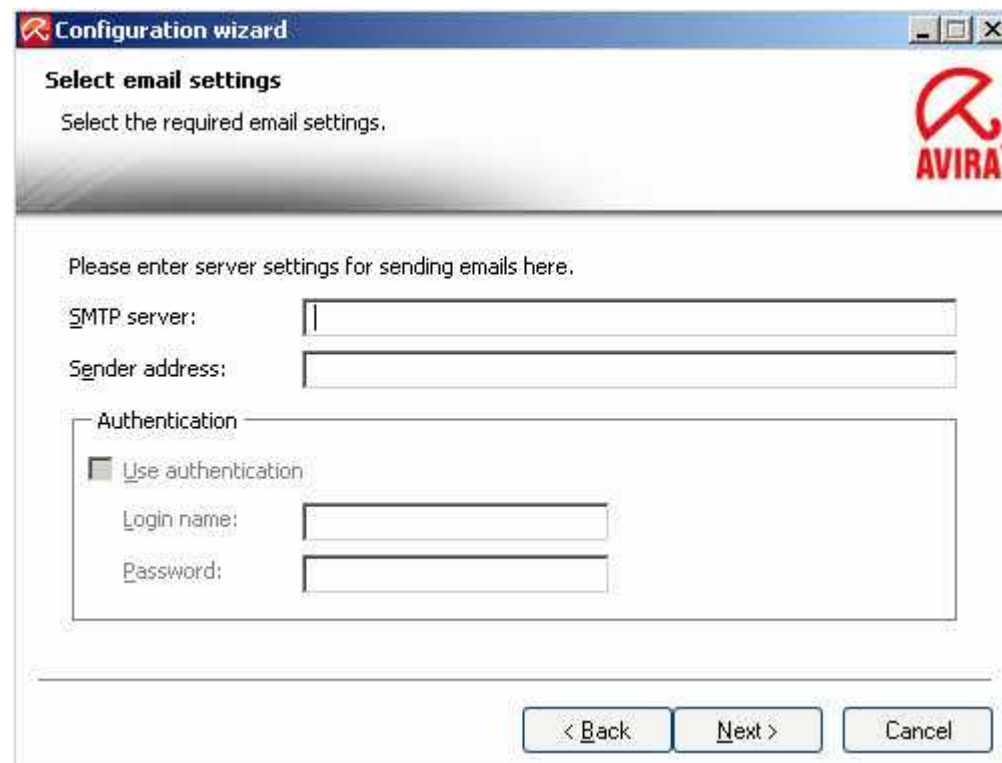 Configuration wizard
Select email settings
Select the required email settings.
AVIRA
Please enter server settings for sending emails here.
SMTP server:
Sender address:
Authentication
Use authentication
Login name:
Password:
< Back
Next >
Cancel